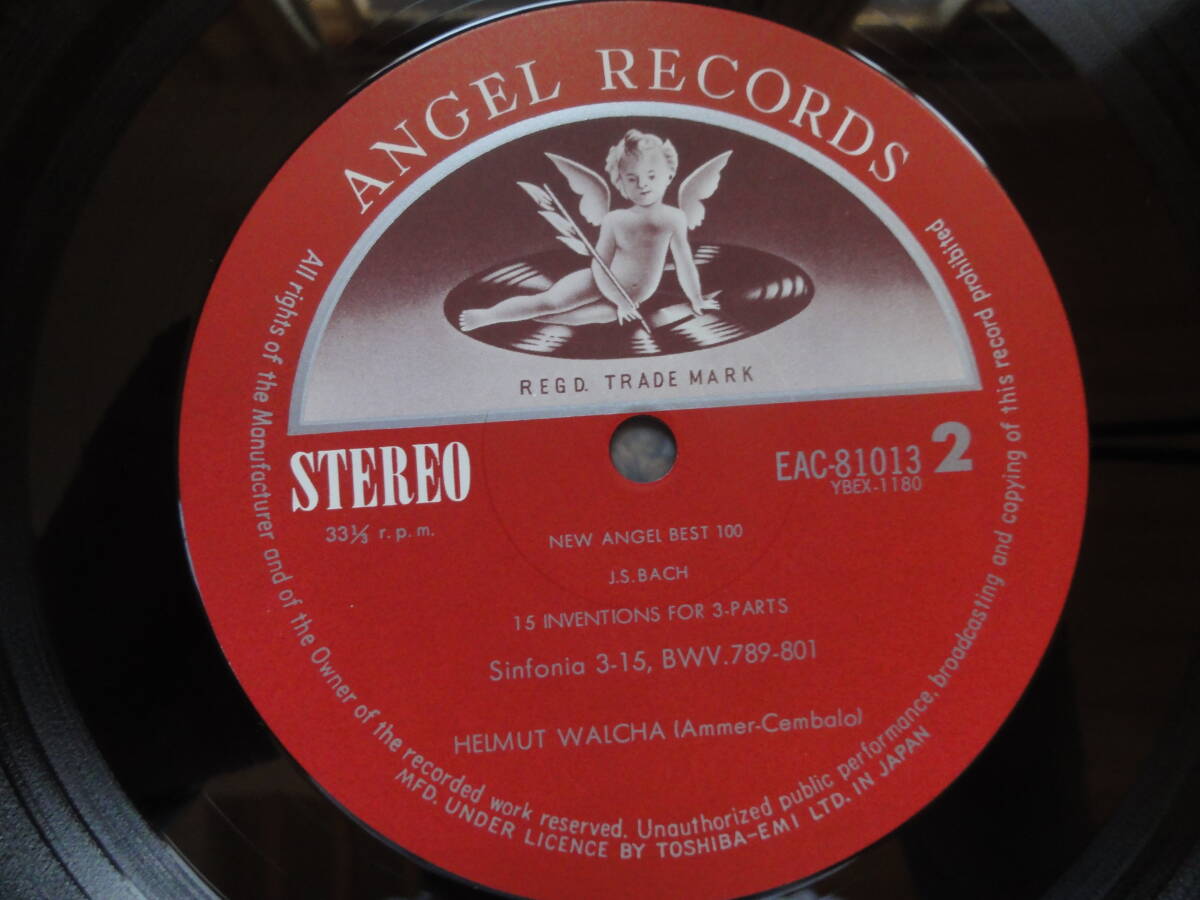 ANGEL RECORDS
REGD. TRADE MARK
STEREO
33⅓ r.p.m.
EAC-81013 2
YBEX-1180
NEW ANGEL BEST 100
J.S.BACH
15 INVENTIONS FOR 3-PARTS
Sinfonia 3-15, BWV.789-801
HELMUT WALCHA (Ammer-Cembalo)
All rights of the Manufacturer and of the Owner of the recorded work reserved. Unauthorized public performance, broadcasting and copying of this record prohibited
MFD. UNDER LICENCE BY TOSHIBA-EMI LTD. IN JAPAN